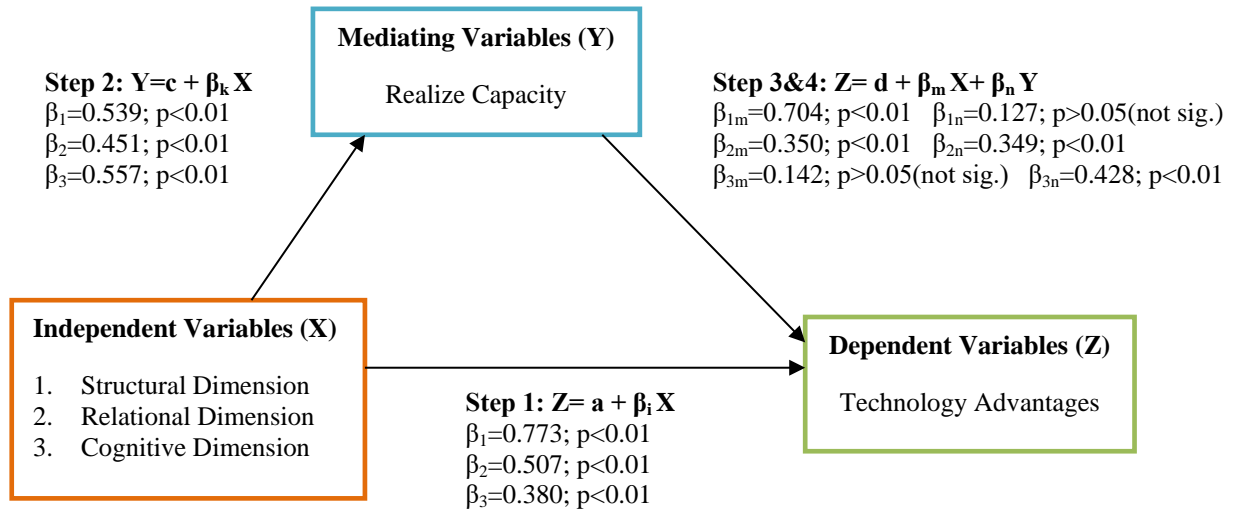 Mediating Variables (Y)
Realize Capacity
Step 2: Y=c + βₖ X
β₁=0.539; p<0.01
β₂=0.451; p<0.01
β₃=0.557; p<0.01
Step 3&4: Z= d + βₘ X+ βₙ Y
β₁ₘ=0.704; p<0.01 β₁ₙ=0.127; p>0.05(not sig.)
β₂ₘ=0.350; p<0.01 β₂ₙ=0.349; p<0.01
β₃ₘ=0.142; p>0.05(not sig.) β₃ₙ=0.428; p<0.01
Independent Variables (X)
1. Structural Dimension
2. Relational Dimension
3. Cognitive Dimension
Step 1: Z= a + βᵢ X
β₁=0.773; p<0.01
β₂=0.507; p<0.01
β₃=0.380; p<0.01
Dependent Variables (Z)
Technology Advantages